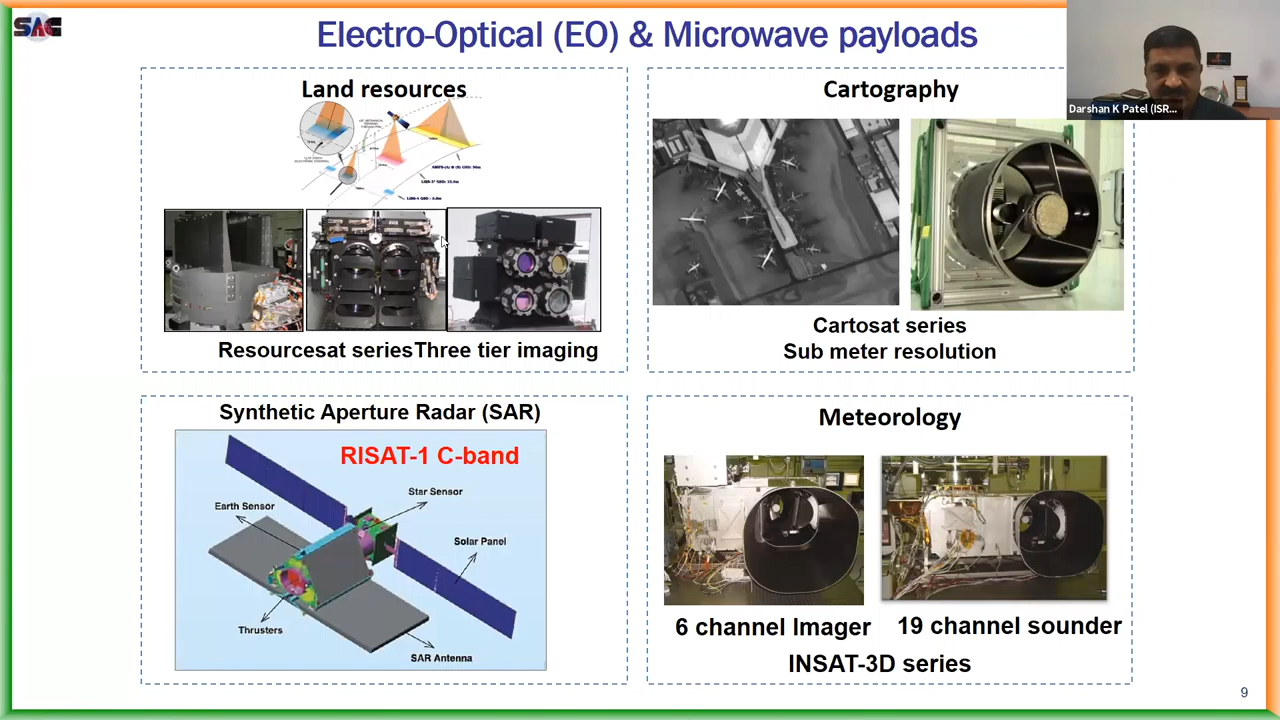 SAC
Electro-Optical (EO) & Microwave payloads
Darshan K Patel (ISR...
Land resources
Resourcesat seriesThree tier imaging
Cartography
Cartosat series
Sub meter resolution
Synthetic Aperture Radar (SAR)
RISAT-1 C-band
Star Sensor
Earth Sensor
Solar Panel
Thrusters
SAR Antenna
Meteorology
6 channel Imager
19 channel sounder
INSAT-3D series
9